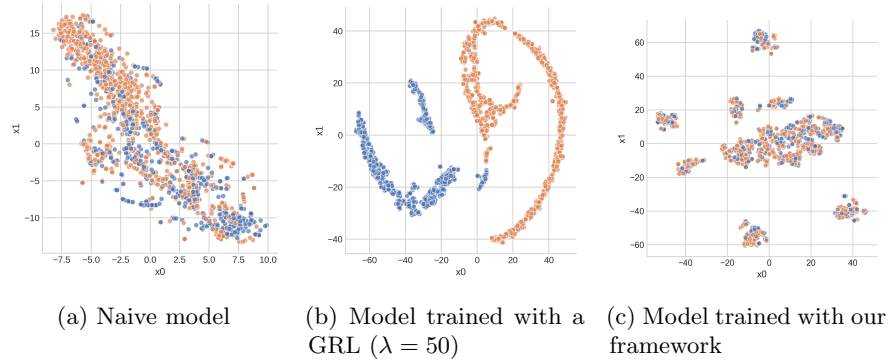 15
10
5
0
−5
−10
x1
−7.5 −5.0 −2.5 0.0 2.5 5.0 7.5 10.0
x0
40
20
0
−20
−40
x1
−60 −40 −20 0 20 40
x0
60
40
20
0
−20
−40
−60
x1
−40 −20 0 20 40
x0
(a) Naive model
(b) Model trained with a
GRL (λ = 50)
(c) Model trained with our
framework